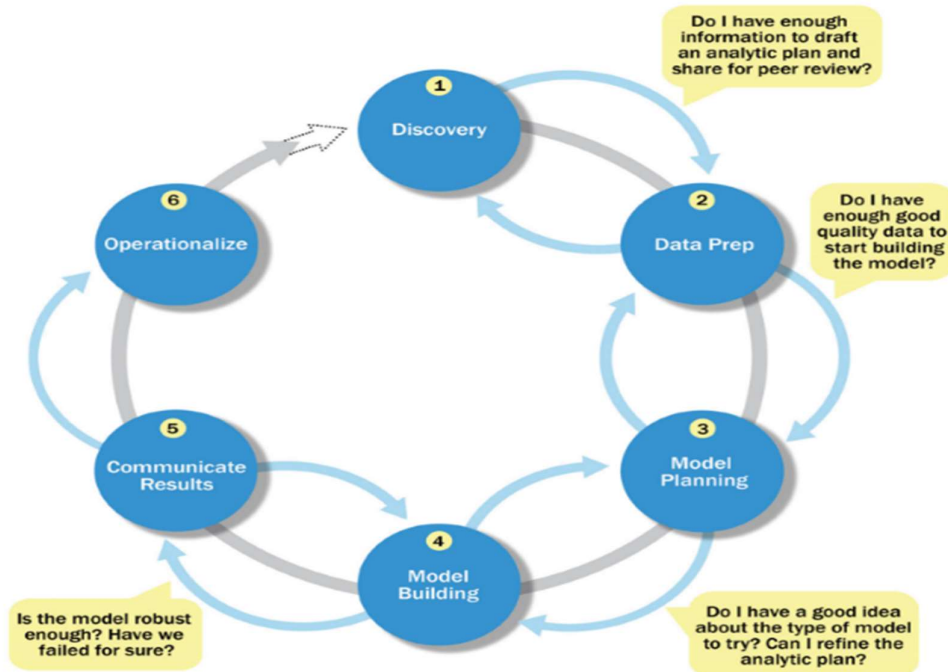 Do I have enough
information to draft
an analytic plan and
share for peer review?
1
Discovery
2
Data Prep
Do I have
enough good
quality data to
start building
the model?
3
Model
Planning
Do I have a good idea
about the type of model
to try? Can I refine the
analytic plan?
4
Model
Building
Is the model robust
enough? Have we
failed for sure?
5
Communicate
Results
6
Operationalize